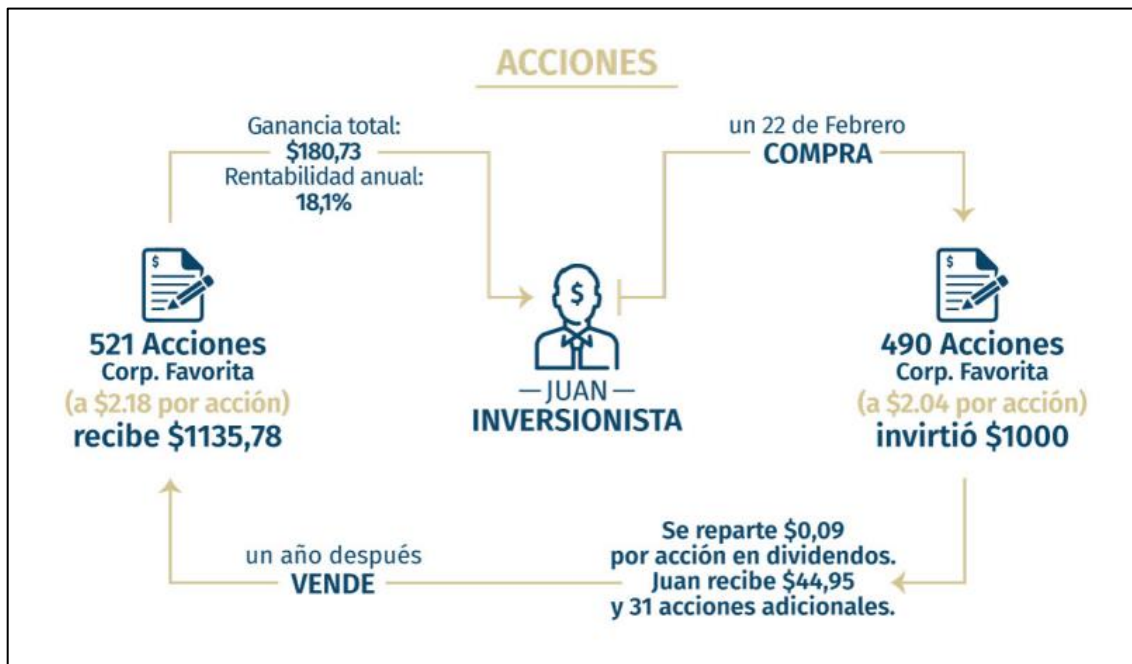 ACCIONES
un 22 de Febrero
COMPRA
$
490 Acciones
Corp. Favorita
(a $2.04 por acción)
invirtió $1000
Se reparte $0,09
por acción en dividendos.
Juan recibe $44,95
y 31 acciones adicionales.
un año después
VENDE
$
521 Acciones
Corp. Favorita
(a $2.18 por acción)
recibe $1135,78
Ganancia total:
$180,73
Rentabilidad anual:
18,1%
$
JUAN
INVERSIONISTA